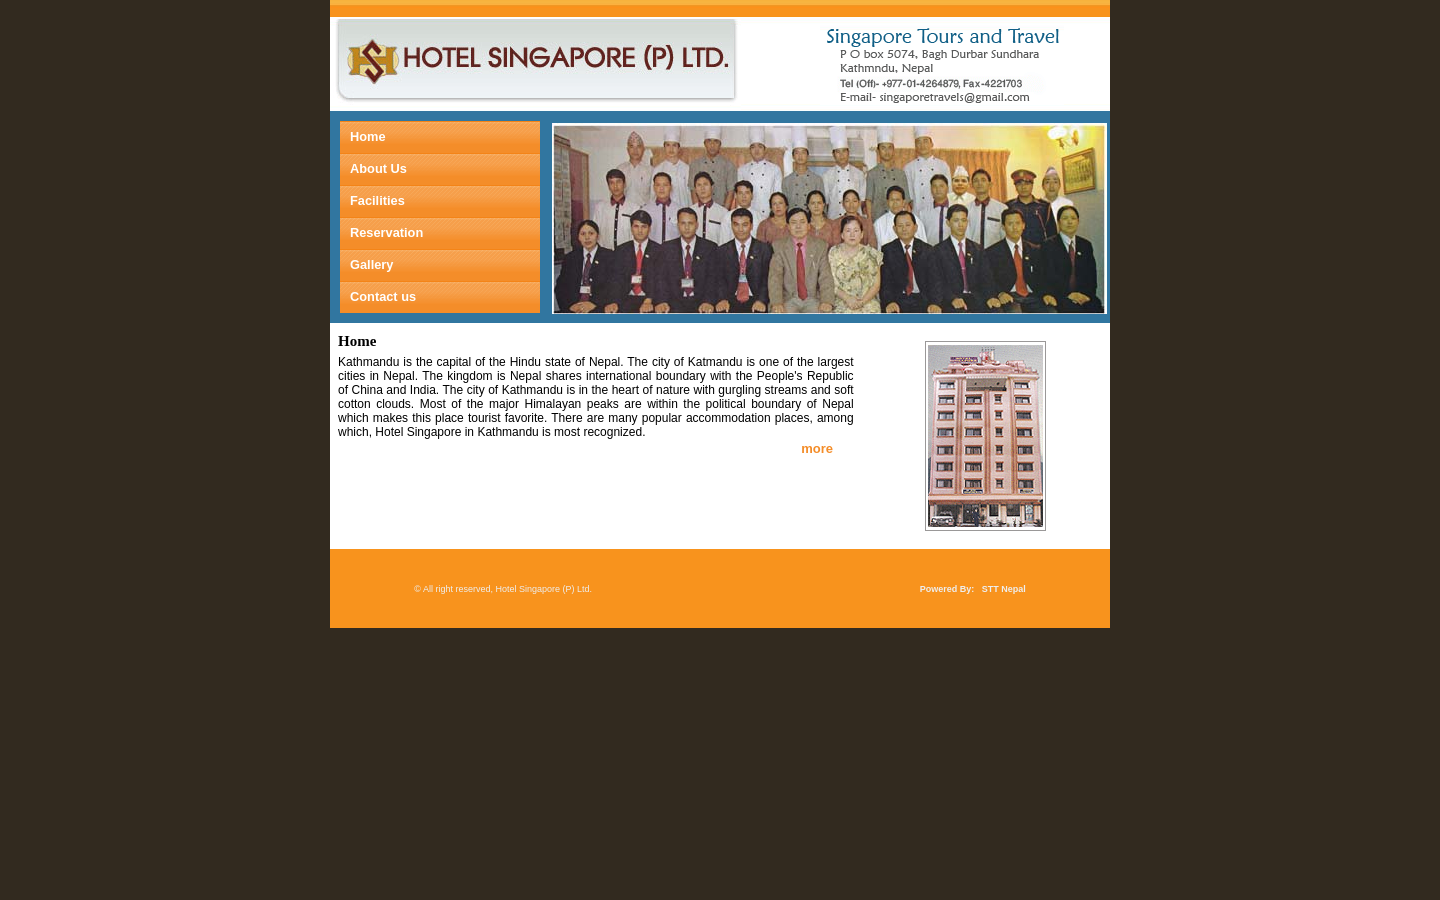 HOTEL SINGAPORE (P) LTD.
Singapore Tours and Travel
P O box 5074, Bagh Durbar Sundhara
Kathmndu, Nepal
Tel (Off)- +977-01-4264879, Fax-4221703
E-mail- singaporetravels@gmail.com
Home
About Us
Facilities
Reservation
Gallery
Contact us
Home
Kathmandu is the capital of the Hindu state of Nepal. The city of Katmandu is one of the largest
cities in Nepal. The kingdom is Nepal shares international boundary with the People's Republic
of China and India. The city of Kathmandu is in the heart of nature with gurgling streams and soft
cotton clouds. Most of the major Himalayan peaks are within the political boundary of Nepal
which makes this place tourist favorite. There are many popular accommodation places, among
which, Hotel Singapore in Kathmandu is most recognized.
more
© All right reserved, Hotel Singapore (P) Ltd.
Powered By: STT Nepal